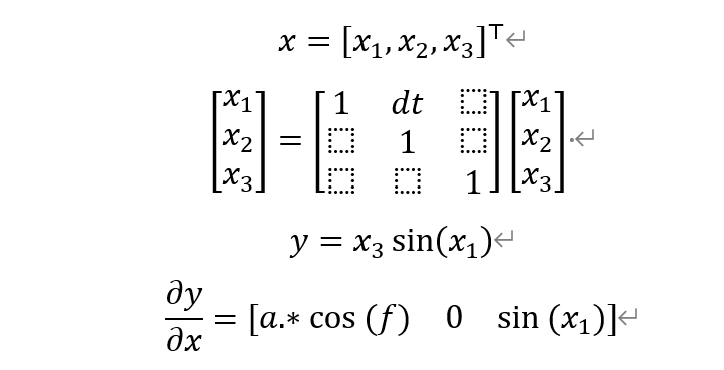 x = [x₁, x₂, x₃]ᵀ
[x₁ x₂ x₃] = [1 dt ⬚; ⬚ 1 ⬚; ⬚ ⬚ 1] [x₁ x₂ x₃]
y = x₃ sin(x₁)
∂y/∂x = [a.* cos (f) 0 sin (x₁)]